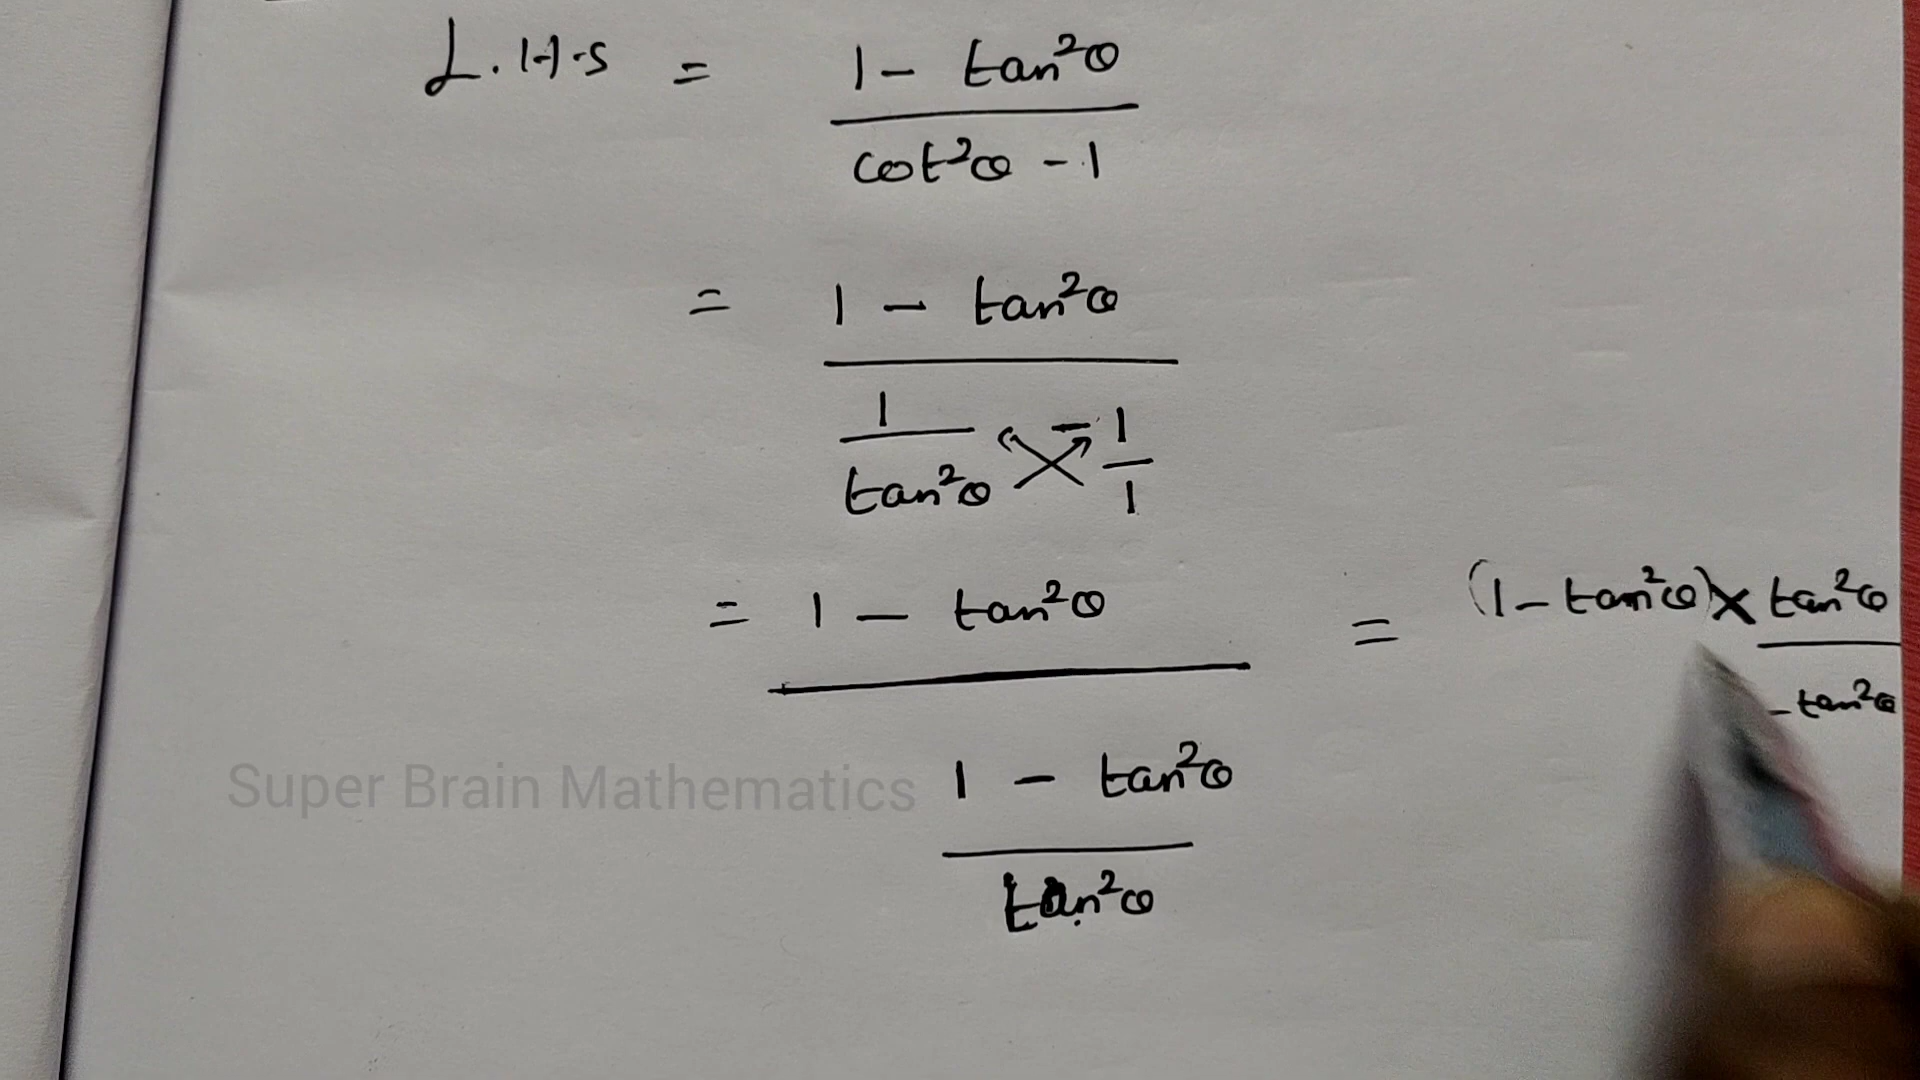 L.H.S = 1 - tan²θ
cot²θ - 1
= 1 - tan²θ
1 - 1
tan²θ 1
= 1 - tan²θ = (1 - tan²θ) × tan²θ
- tan²θ
1 - tan²θ
Super Brain Mathematics
tan²θ